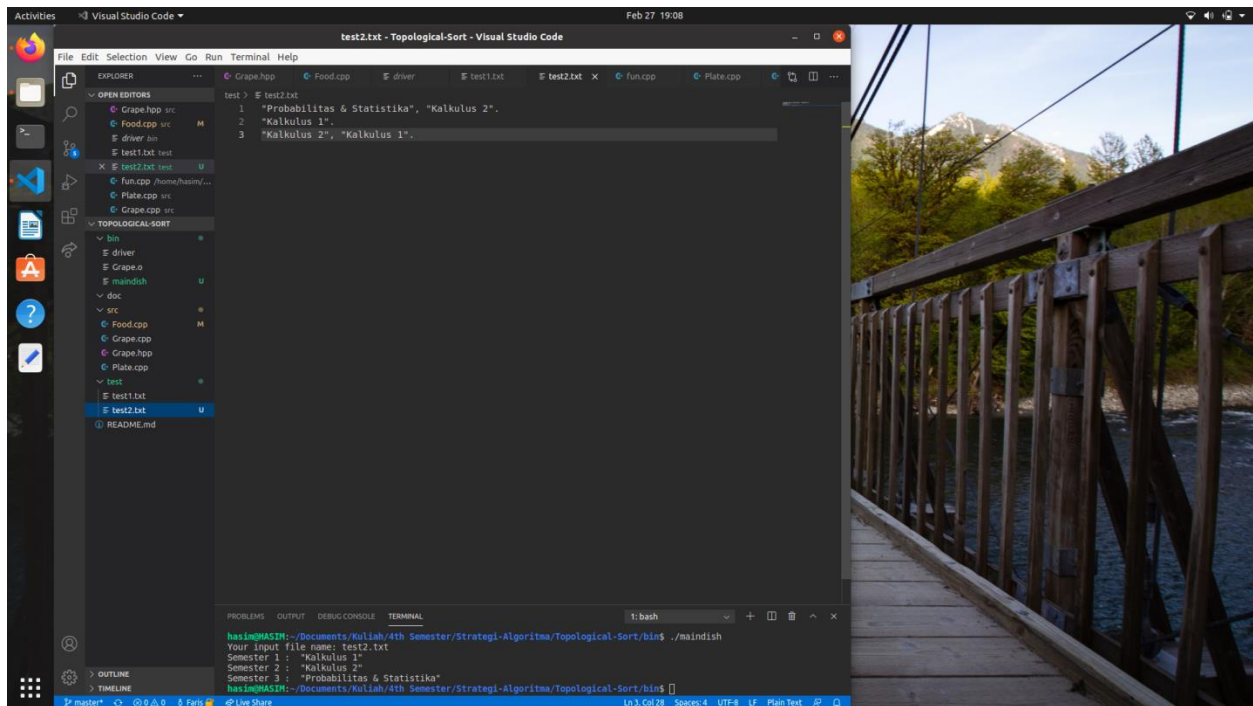 Activities
Visual Studio Code
Feb 27 19:08
test2.txt - Topological-Sort - Visual Studio Code
File Edit Selection View Go Run Terminal Help
EXPLORER
Grape.hpp
Food.cpp
driver
test1.txt
test2.txt
fun.cpp
Plate.cpp
OPEN EDITORS
Grape.hpp src
Food.cpp src M
driver bin
test1.txt test
test2.txt test U
fun.cpp /home/hasim/...
Plate.cpp src
Grape.cpp src
TOPOLOGICAL-SORT
bin
driver
Grape.o
maindish U
doc
src
Food.cpp M
Grape.cpp
Grape.hpp
Plate.cpp
test
test1.txt
test2.txt U
README.md
OUTLINE
TIMELINE
test > test2.txt
1 "Probabilitas & Statistika", "Kalkulus 2".
2 "Kalkulus 1".
3 "Kalkulus 2", "Kalkulus 1".
PROBLEMS OUTPUT DEBUG CONSOLE TERMINAL
1: bash
hasim@HASIM:~/Documents/Kuliah/4th Semester/Strategi-Algoritma/Topological-Sort/bin$ ./maindish
Your input file name: test2.txt
Semester 1 : "Kalkulus 1"
Semester 2 : "Kalkulus 2"
Semester 3 : "Probabilitas & Statistika"
hasim@HASIM:~/Documents/Kuliah/4th Semester/Strategi-Algoritma/Topological-Sort/bin$
master* 0 0 0 Faris Live Share
Ln 3, Col 28 Spaces: 4 UTF-8 LF Plain Text